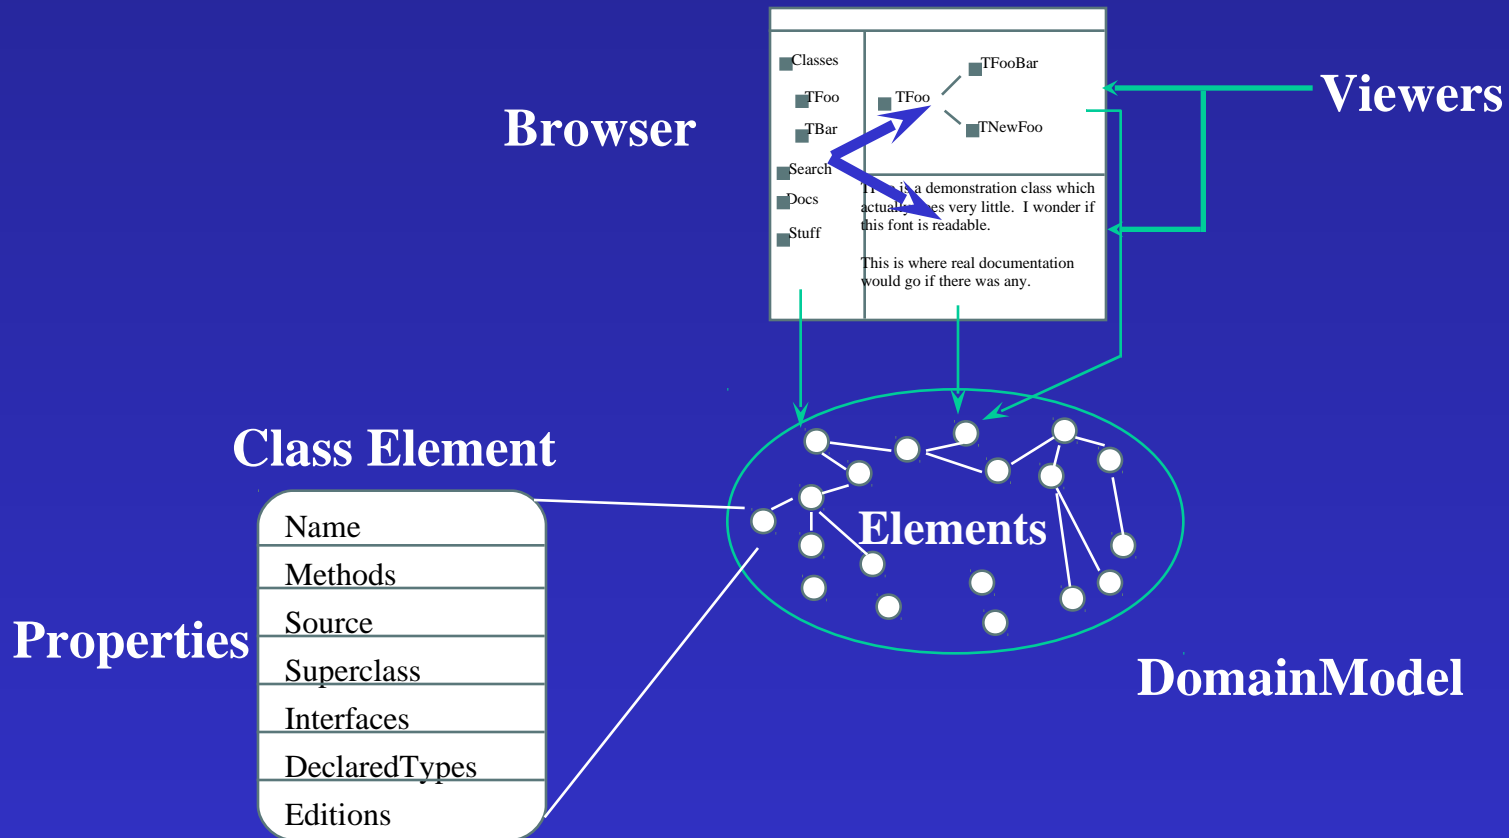 Browser
Viewers
Classes
TFoo
TBar
Search
Docs
Stuff
TFoo
TFooBar
TNewFoo
is a demonstration class which
very little. I wonder if
this font is readable.
This is where real documentation
would go if there was any.
Class Element
Name
Methods
Source
Superclass
Interfaces
DeclaredTypes
Editions
Properties
Elements
DomainModel